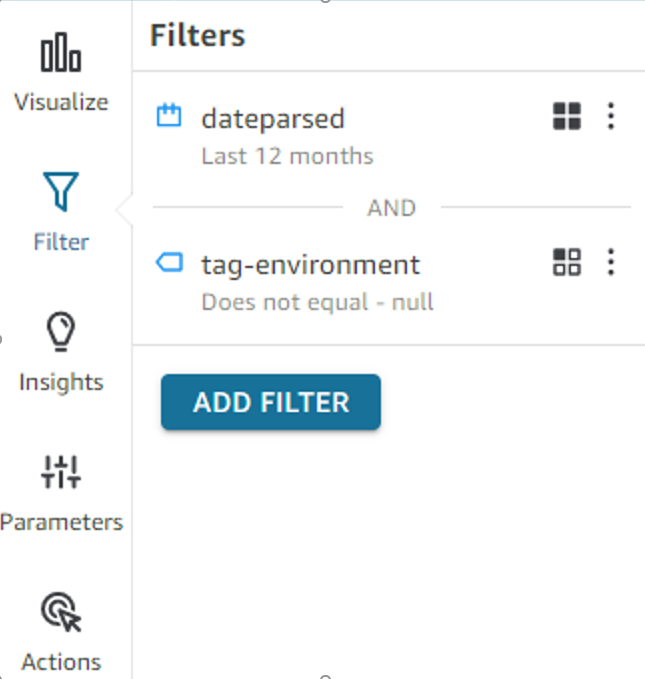 Filters
Visualize
dateparsed
Last 12 months
AND
Filter
tag-environment
Does not equal - null
Insights
ADD FILTER
Parameters
Actions